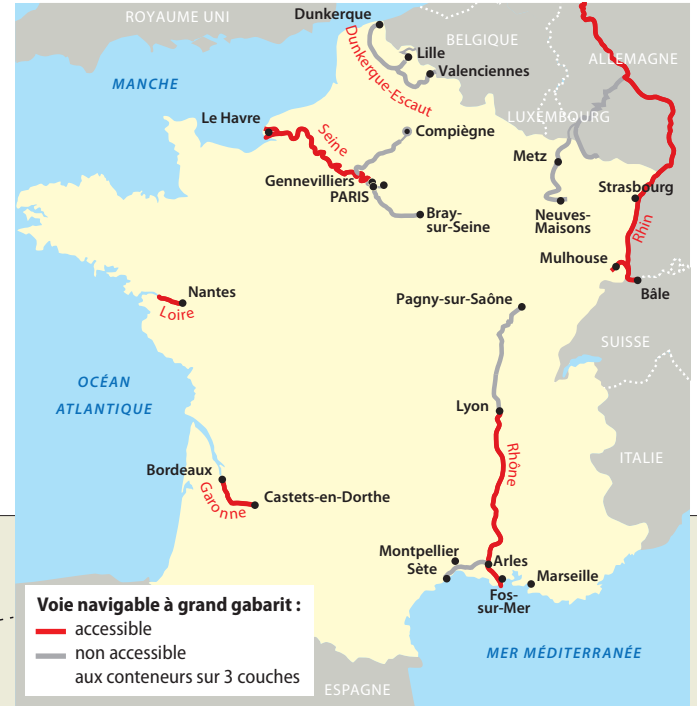 ROYAUME UNI
Dunkerque
BELGIQUE
Lille
ALLEMAGNE
Valenciennes
MANCHE
Dunkerque-Escaut
LUXEMBOURG
Le Havre
Seine
Compiègne
Metz
Gennevilliers
PARIS
Strasbourg
Bray-
sur-Seine
Neuves-
Maisons
Rhin
Mulhouse
Bâle
Nantes
Loire
Pagny-sur-Saône
SUISSE
OCÉAN
ATLANTIQUE
Lyon
ITALIE
Rhône
Bordeaux
Garonne
Castets-en-Dorthe
Montpellier
Sète
Arles
Marseille
Fos-
sur-Mer
Voie navigable à grand gabarit :
accessible
non accessible
aux conteneurs sur 3 couches
MER MÉDITERRANÉE
ESPAGNE